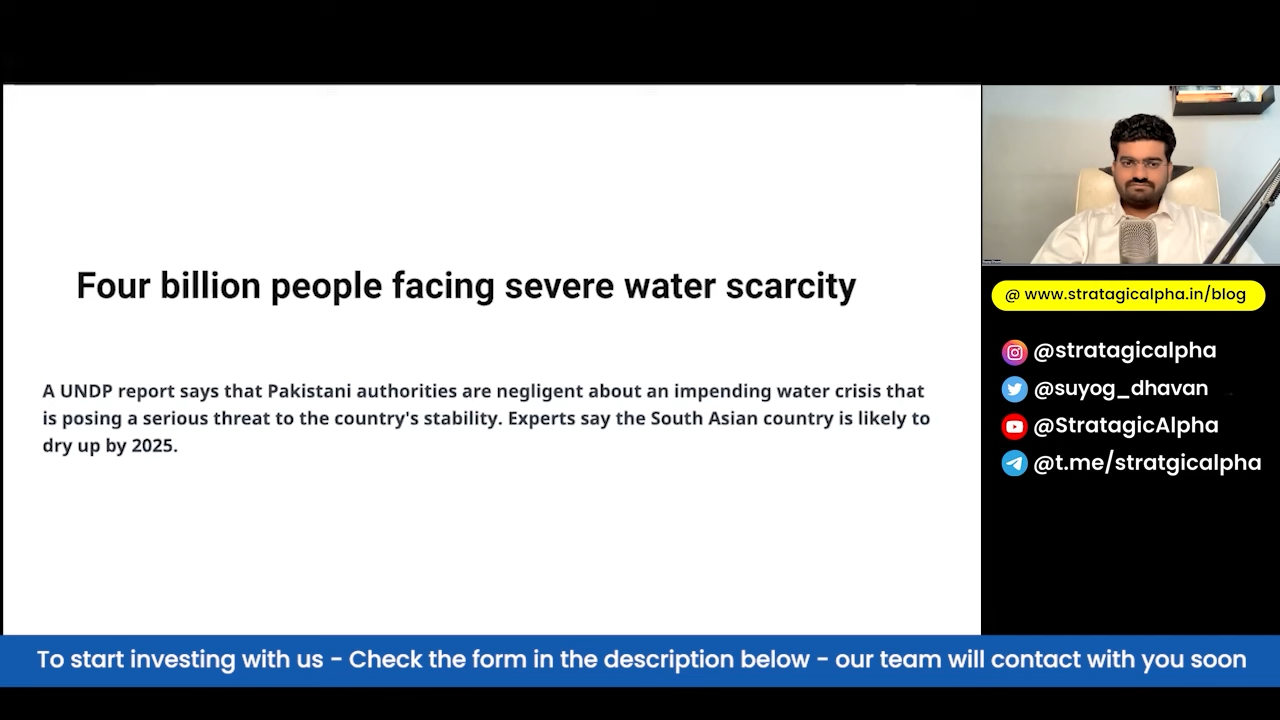 Four billion people facing severe water scarcity
A UNDP report says that Pakistani authorities are negligent about an impending water crisis that
is posing a serious threat to the country's stability. Experts say the South Asian country is likely to
dry up by 2025.
@ www.stratagicalpha.in/blog
@stratagicalpha
@suyog_dhavan
@StratagicAlpha
@t.me/stratgicalpha
To start investing with us - Check the form in the description below - our team will contact with you soon